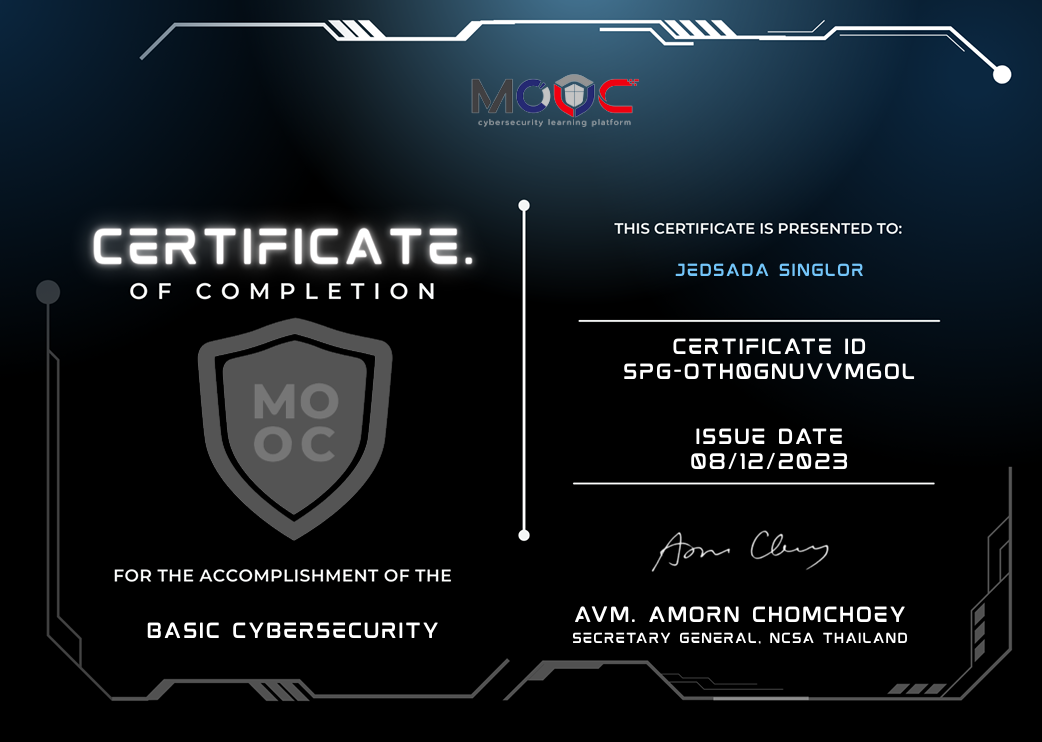 MOOC
cybersecurity learning platform
CERTIFICATE.
OF COMPLETION
MO
OC
FOR THE ACCOMPLISHMENT OF THE
BASIC CYBERSECURITY
THIS CERTIFICATE IS PRESENTED TO:
JEDSADA SINGLOR
CERTIFICATE ID
SPG-OTH0GNUVVMGOL
ISSUE DATE
08/12/2023
Amorn Chom
AVM. AMORN CHOMCHOEY
SECRETARY GENERAL, NCSA THAILAND